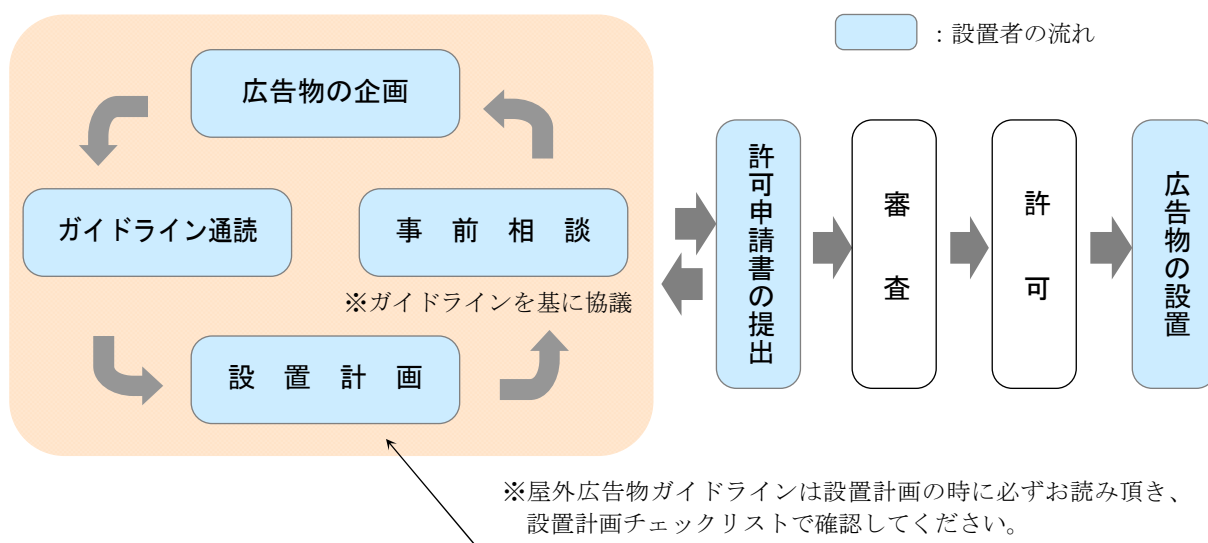 ：設置者の流れ
広告物の企画
ガイドライン通読
事前相談
※ガイドラインを基に協議
設置計画
許可申請書の提出
審査
許可
広告物の設置
※屋外広告物ガイドラインは設置計画の時に必ずお読み頂き、
設置計画チェックリストで確認してください。